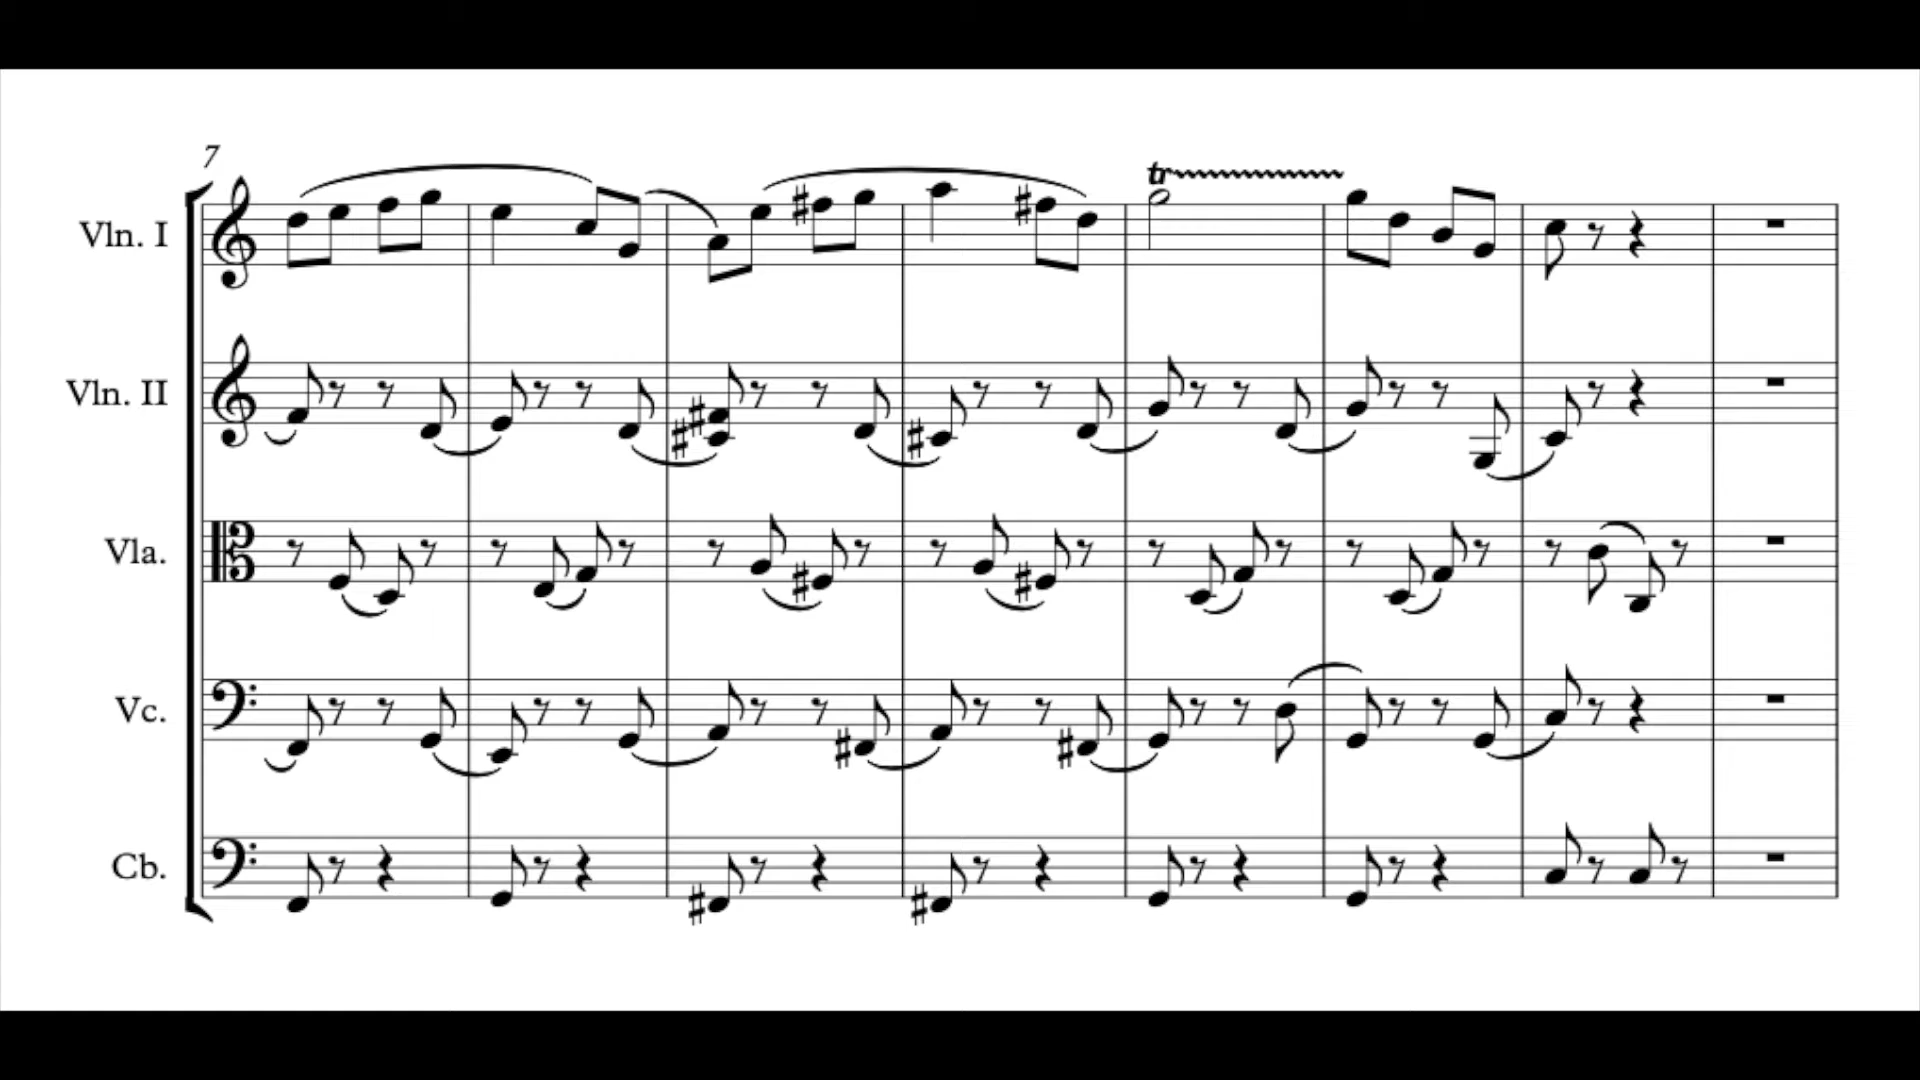 7
tr
Vln. I
Vln. II
Vla.
Vc.
Cb.